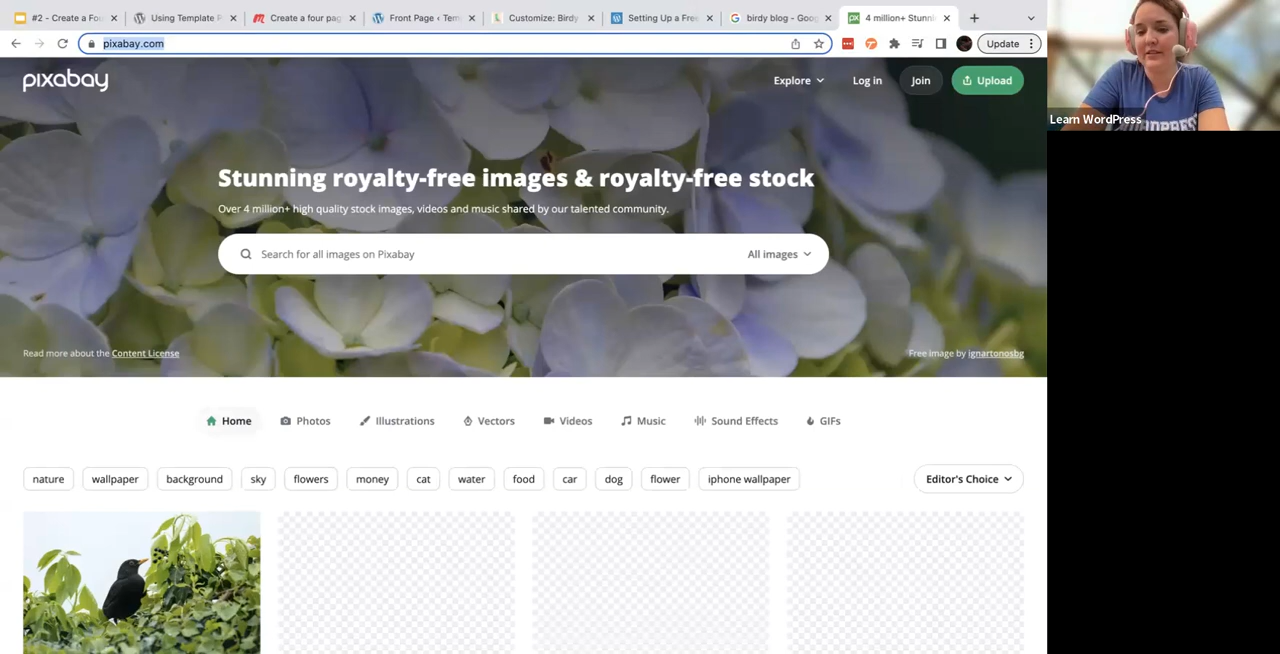 #2 - Create a Foo
Using Template P
Create a four pag
Front Page ‹ Tem
Customize: Birdy
Setting Up a Free
birdy blog - Goog
4 million+ Stunni
pixabay.com
Update
pixabay
Explore
Log in
Join
Upload
Learn WordPress
Stunning royalty-free images & royalty-free stock
Over 4 million+ high quality stock images, videos and music shared by our talented community.
Search for all images on Pixabay
All images
Read more about the Content License
Free image by ignartonosbg
Home
Photos
Illustrations
Vectors
Videos
Music
Sound Effects
GIFs
nature
wallpaper
background
sky
flowers
money
cat
water
food
car
dog
flower
iphone wallpaper
Editor's Choice